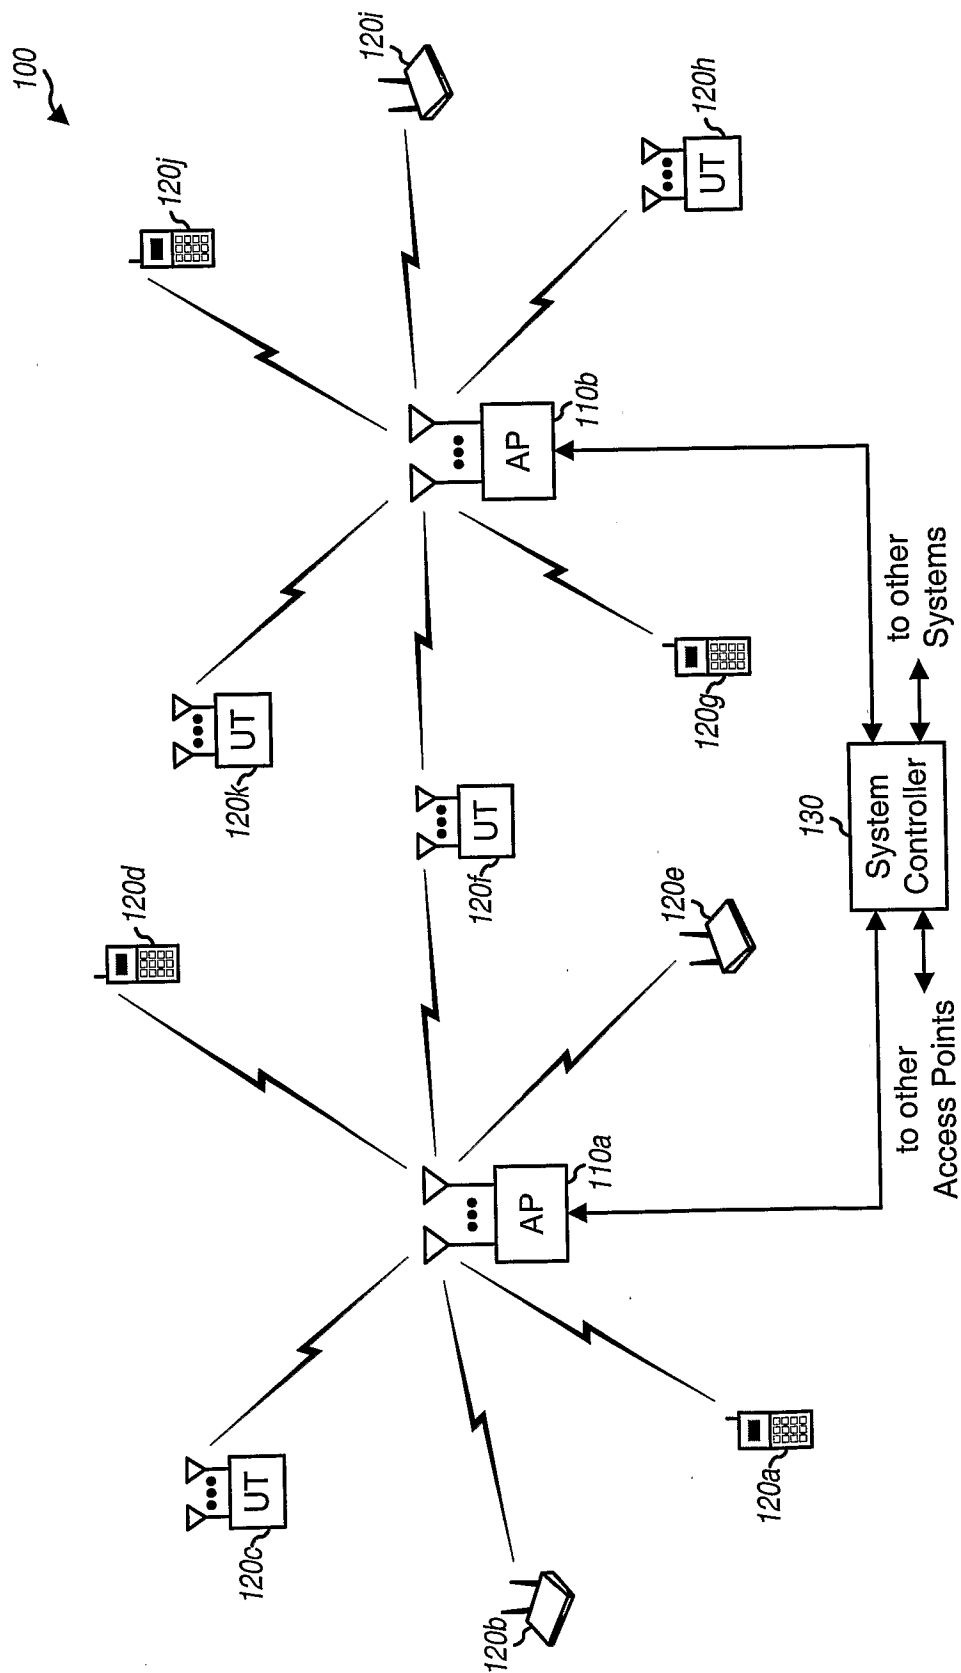 100
120j
120i
120d
120k
UT
120c
UT
120f
UT
120h
UT
110a
AP
110b
AP
120b
120a
120e
120g
130
System
Controller
to other
Access Points
to other
Systems